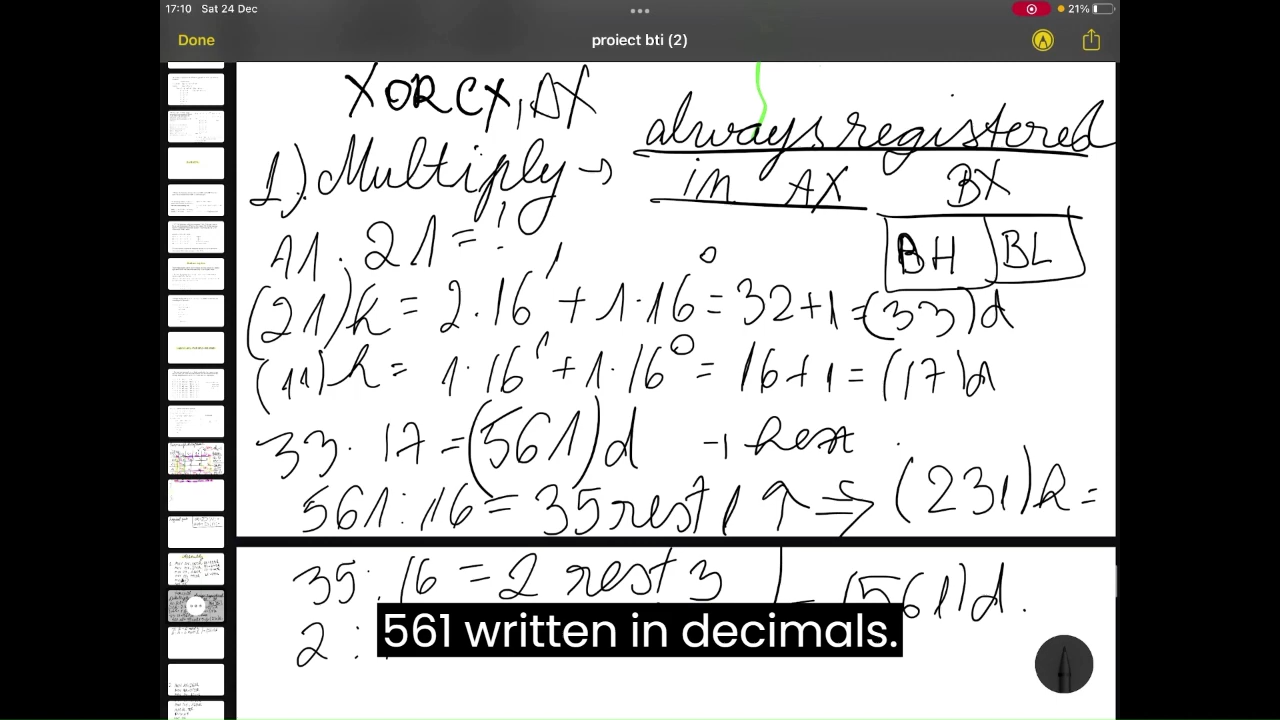 17:10 Sat 24 Dec
21%
Done
proiect bti (2)
XOR CX, AX
1). Multiply → always registered
in AX BX
BH BL
A1 . 21 = ?
(21)h = 2·16¹ + 1·16⁰ = 32+1 = (33)d
(11)h = 1·16¹ + 1·16⁰ = 16+1 = (17)d
33 · 17 = (561)d → hex
561 : 16 = 35 rest 1 ↑ ⇒ (231)h =
35 : 16 = 2 rest 3 = (561)d.
2 :
561 written in decimals.